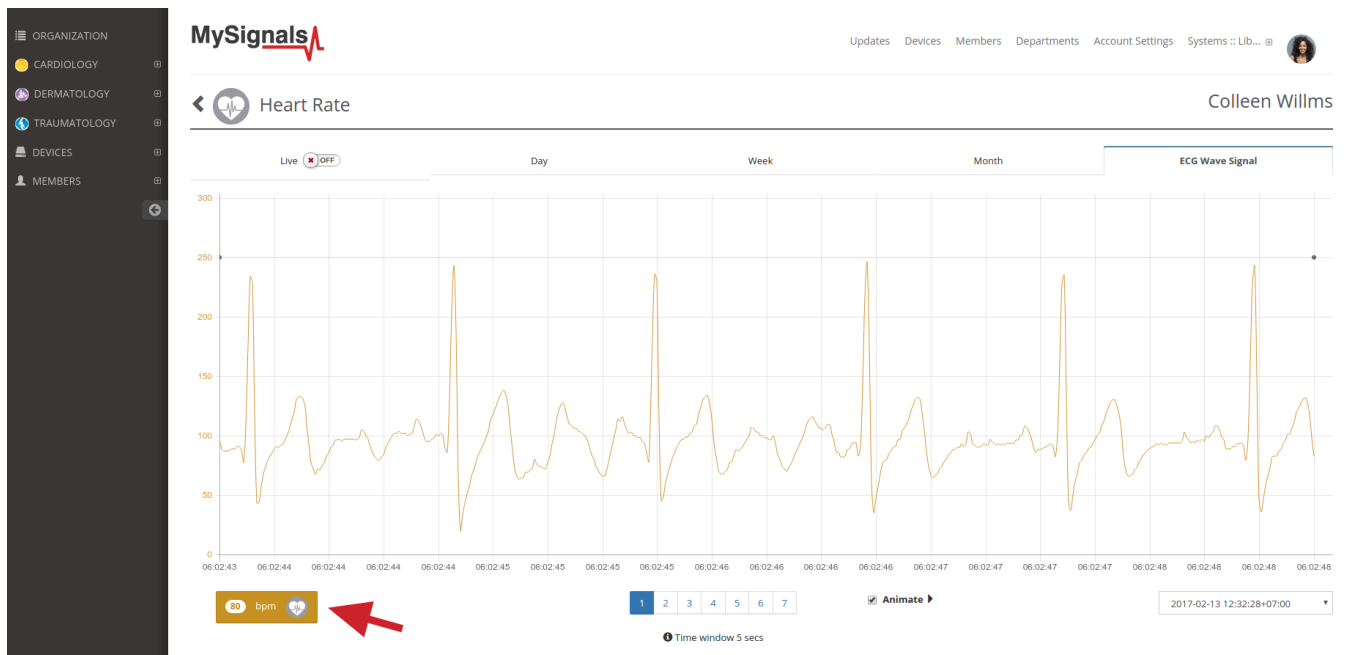 ORGANIZATION
CARDIOLOGY
DERMATOLOGY
TRAUMATOLOGY
DEVICES
MEMBERS
MySignals
Updates Devices Members Departments Account Settings Systems :: Lib...
Heart Rate
Colleen Willms
Live OFF Day Week Month ECG Wave Signal
300
250
200
150
100
50
0
06:02:43 06:02:44 06:02:44 06:02:44 06:02:44 06:02:45 06:02:45 06:02:45 06:02:45 06:02:46 06:02:46 06:02:46 06:02:46 06:02:47 06:02:47 06:02:47 06:02:47 06:02:48 06:02:48 06:02:48 06:02:48
80 bpm
1 2 3 4 5 6 7
Animate
2017-02-13 12:32:28+07:00
Time window 5 secs